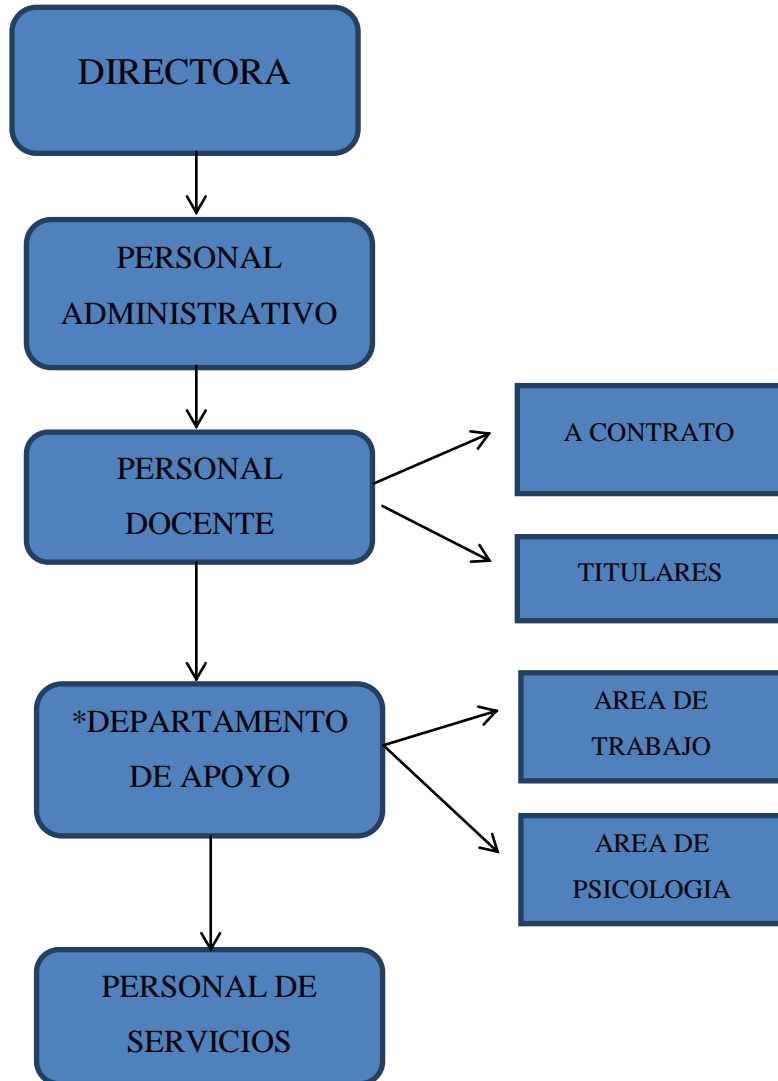 DIRECTORA
PERSONAL
ADMINISTRATIVO
PERSONAL
DOCENTE
A CONTRATO
TITULARES
*DEPARTAMENTO
DE APOYO
AREA DE
TRABAJO
AREA DE
PSICOLOGIA
PERSONAL DE
SERVICIOS